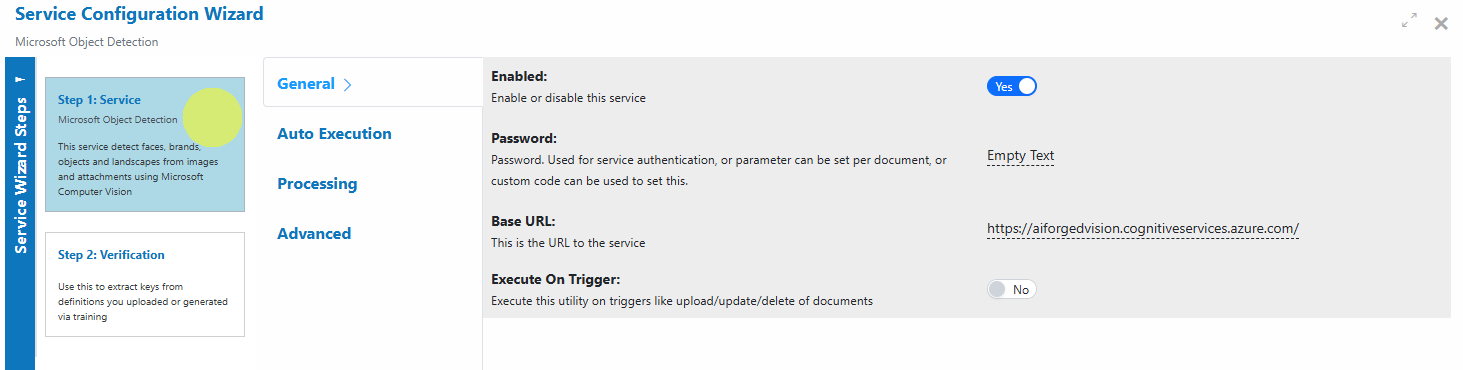 Service Configuration Wizard
Microsoft Object Detection
Service Wizard Steps
Step 1: Service
Microsoft Object Detection
This service detect faces, brands,
objects and landscapes from images
and attachments using Microsoft
Computer Vision
Step 2: Verification
Use this to extract keys from
definitions you uploaded or generated
via training
General
Auto Execution
Processing
Advanced
Enabled:
Enable or disable this service
Yes
Password:
Password. Used for service authentication, or parameter can be set per document, or
custom code can be used to set this.
Empty Text
Base URL:
This is the URL to the service
https://aiforgedvision.cognitiveservices.azure.com/
Execute On Trigger:
Execute this utility on triggers like upload/update/delete of documents
No